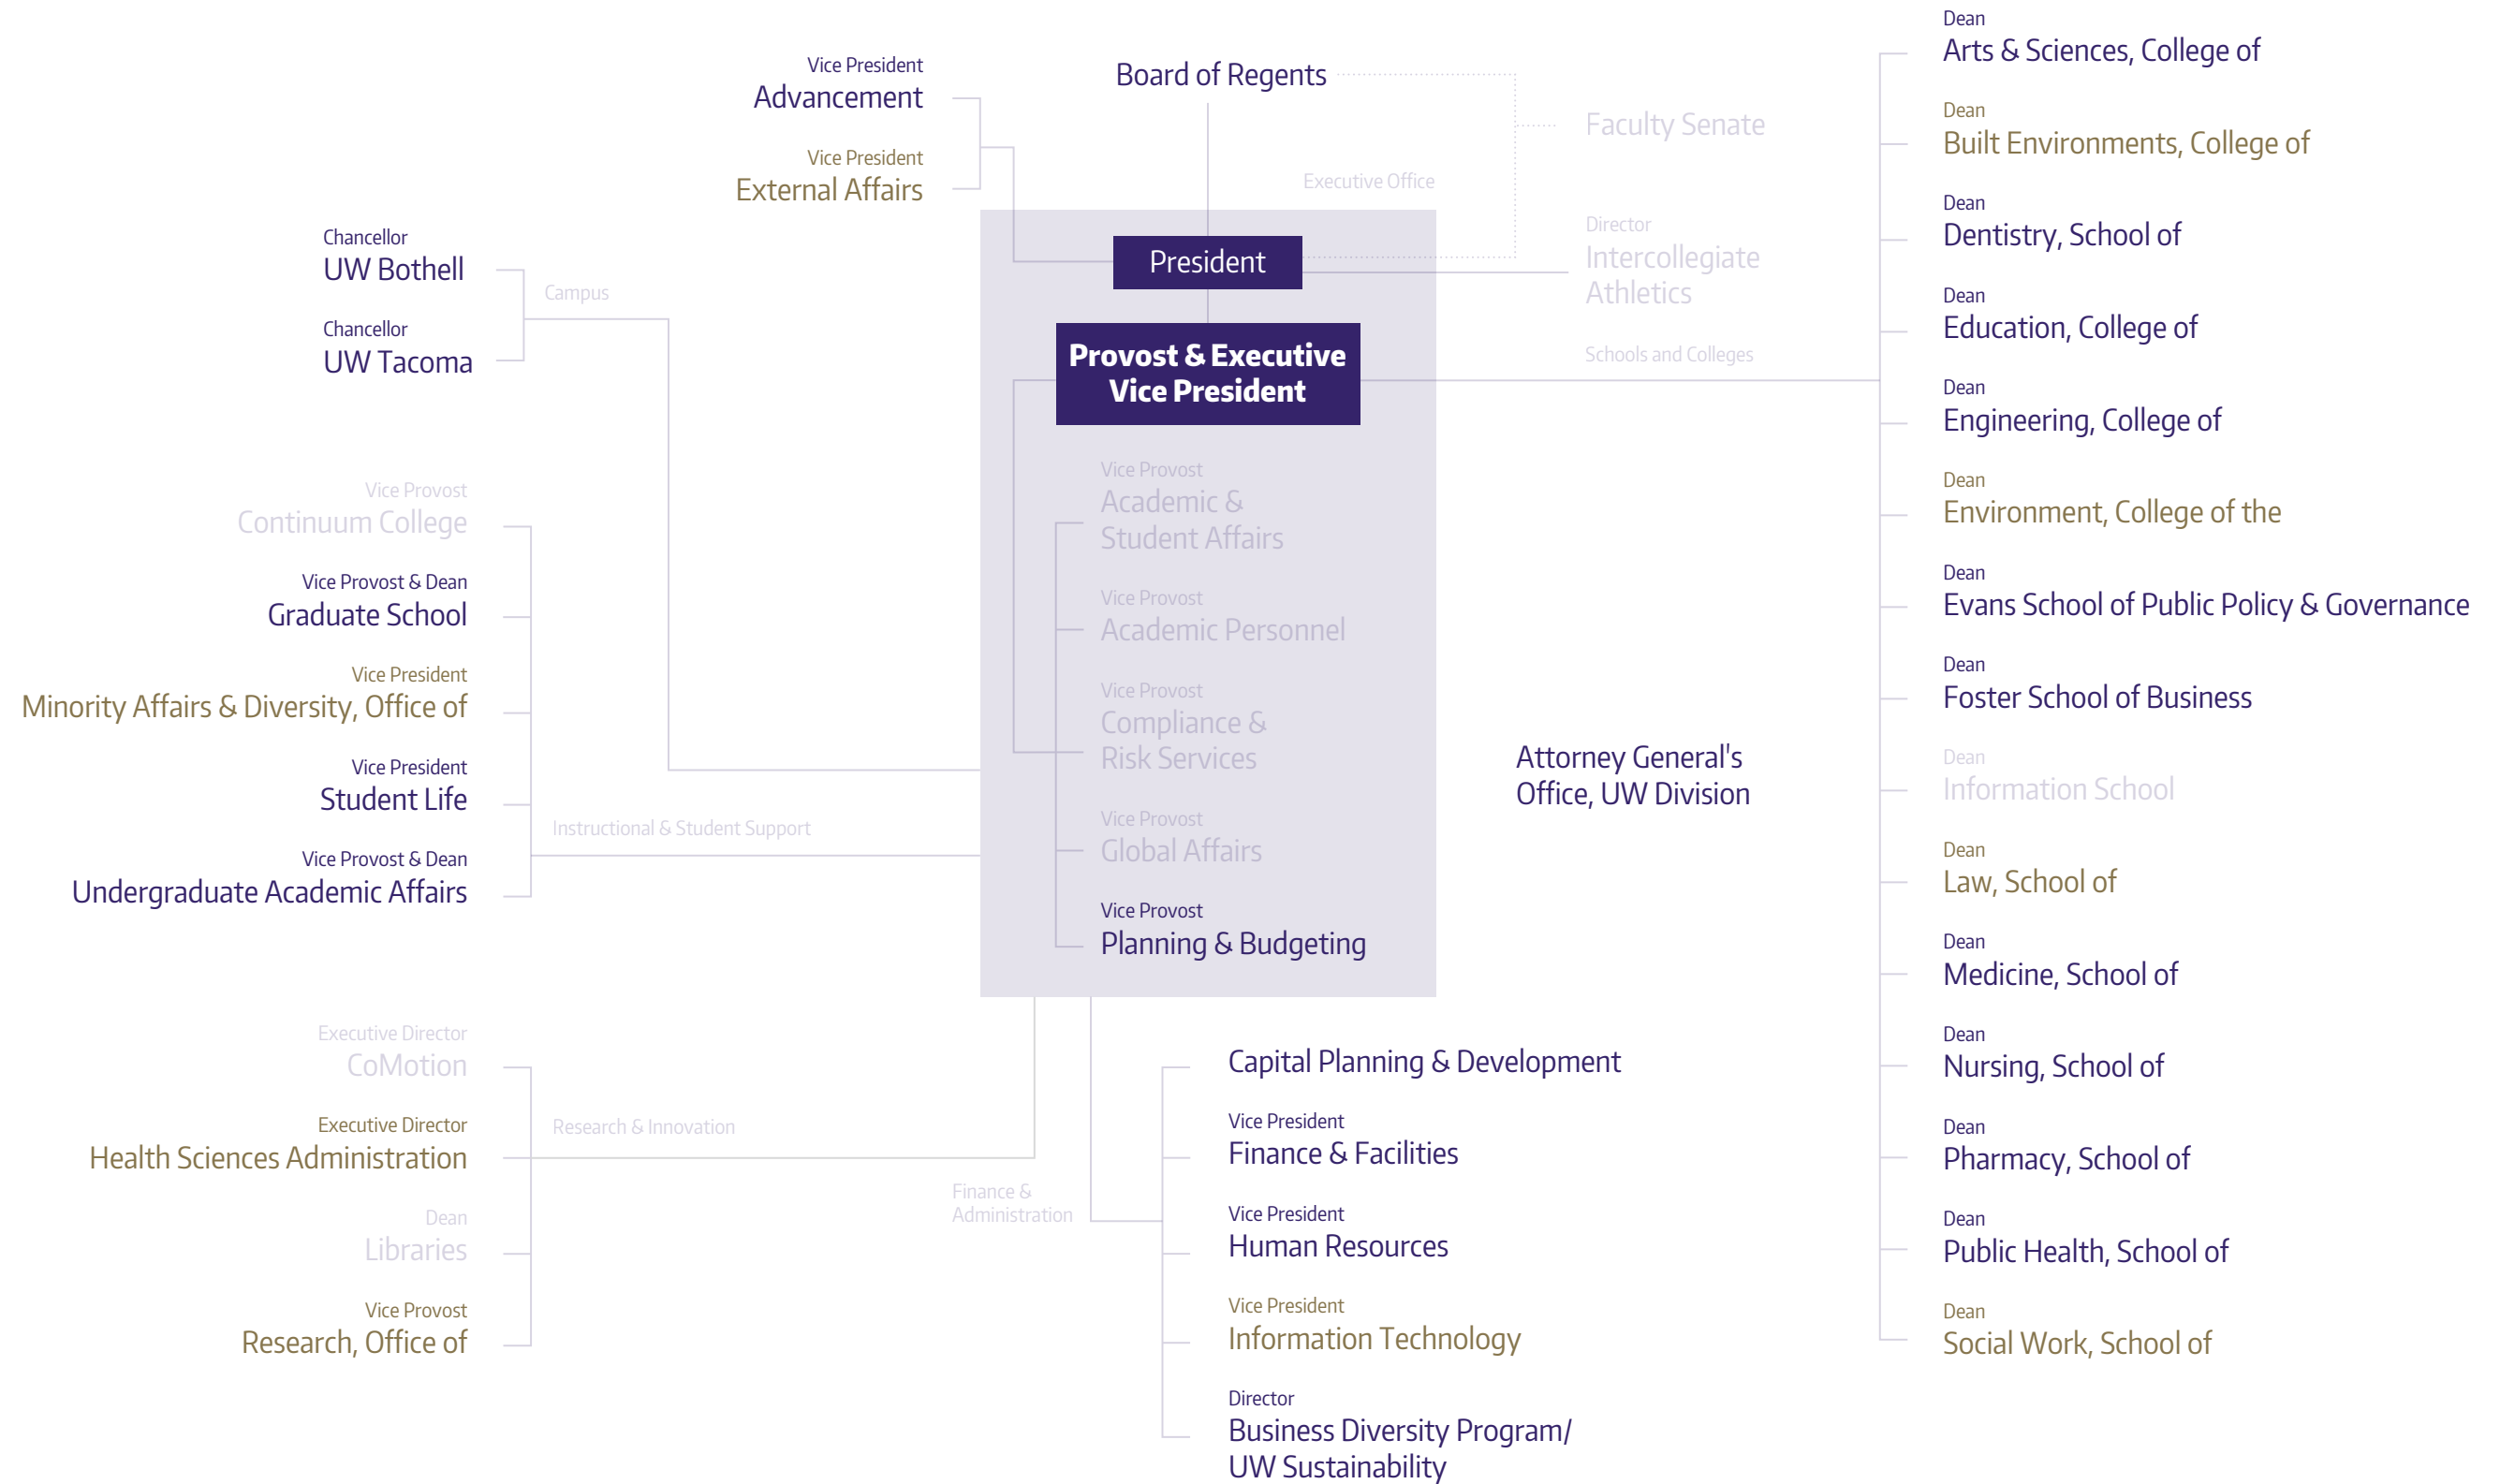 Vice President
Advancement
Vice President
External Affairs
Board of Regents
Faculty Senate
Executive Office
President
Director
Intercollegiate
Athletics
Provost & Executive
Vice President
Schools and Colleges
Chancellor
UW Bothell
Campus
Chancellor
UW Tacoma
Vice Provost
Continuum College
Vice Provost & Dean
Graduate School
Vice President
Minority Affairs & Diversity, Office of
Vice President
Student Life
Instructional & Student Support
Vice Provost & Dean
Undergraduate Academic Affairs
Vice Provost
Academic &
Student Affairs
Vice Provost
Academic Personnel
Vice Provost
Compliance &
Risk Services
Vice Provost
Global Affairs
Vice Provost
Planning & Budgeting
Attorney General's
Office, UW Division
Executive Director
CoMotion
Executive Director
Health Sciences Administration
Research & Innovation
Dean
Libraries
Vice Provost
Research, Office of
Finance &
Administration
Capital Planning & Development
Vice President
Finance & Facilities
Vice President
Human Resources
Vice President
Information Technology
Director
Business Diversity Program/
UW Sustainability
Dean
Arts & Sciences, College of
Dean
Built Environments, College of
Dean
Dentistry, School of
Dean
Education, College of
Dean
Engineering, College of
Dean
Environment, College of the
Dean
Evans School of Public Policy & Governance
Dean
Foster School of Business
Dean
Information School
Dean
Law, School of
Dean
Medicine, School of
Dean
Nursing, School of
Dean
Pharmacy, School of
Dean
Public Health, School of
Dean
Social Work, School of